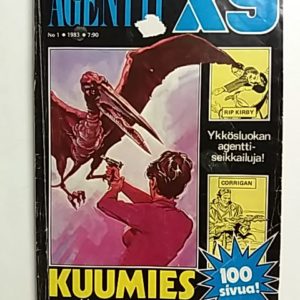 AGENTTI X9
No 1 • 1983 • 7:90
RIP KIRBY
Ykkösluokan
agentti-
seikkailuja!
CORRIGAN
KUUMIES
100
sivua!